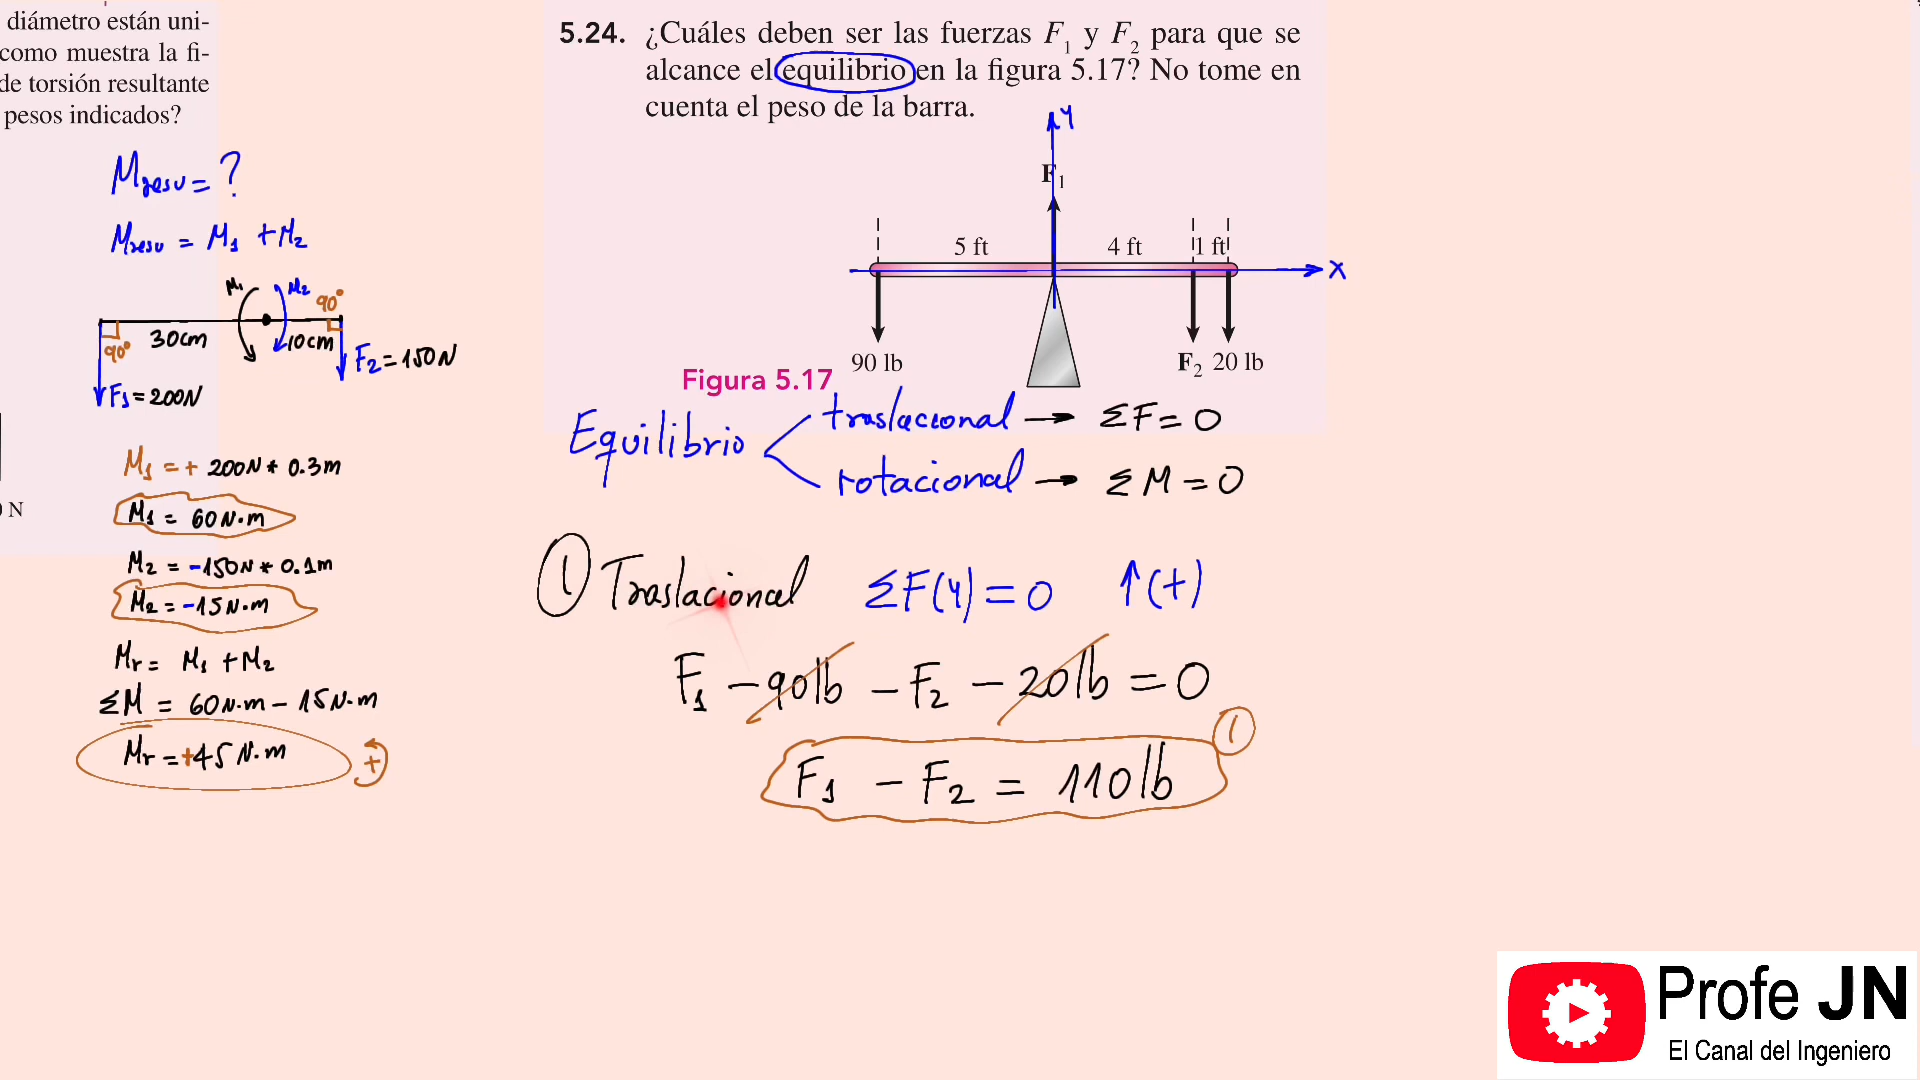 diámetro están uni-
como muestra la fi-
de torsión resultante
pesos indicados?
Mresu = ?
Mresu = M1 + M2
M1
M2
90°
90°
30cm
10cm
F2 = 150N
F1 = 200N
M1 = + 200N * 0.3m
M1 = 60N·m
M2 = -150N * 0.1m
M2 = -15N·m
Mr = M1 + M2
ΣM = 60N·m - 15N·m
Mr = +45N·m
+
N
5.24. ¿Cuáles deben ser las fuerzas F1 y F2 para que se
alcance el equilibrio en la figura 5.17? No tome en
cuenta el peso de la barra.
y
F1
5 ft
4 ft
1 ft
x
90 lb
F2
20 lb
Figura 5.17
Equilibrio
traslacional → ΣF = 0
rotacional → ΣM = 0
① Traslacional ΣF(y) = 0 ↑(+)
F1 - 90lb - F2 - 20lb = 0
F1 - F2 = 110lb ①
Profe JN
El Canal del Ingeniero